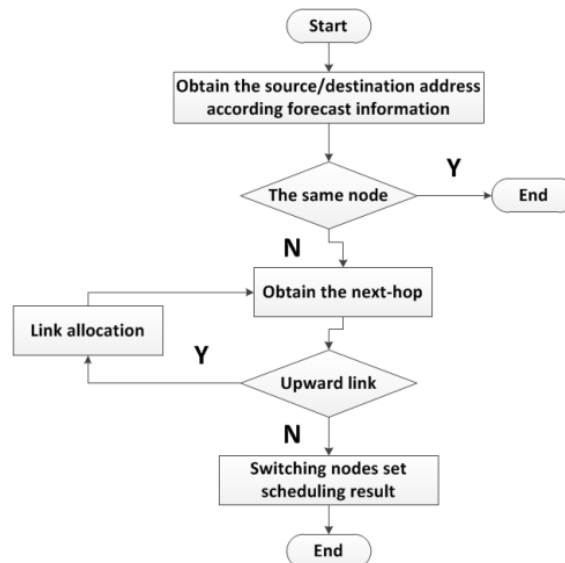 Start
Obtain the source/destination address
according forecast information
The same node
Y
End
N
Obtain the next-hop
Link allocation
Y
Upward link
N
Switching nodes set
scheduling result
End